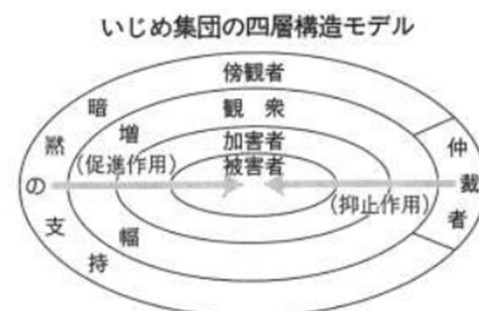 いじめ集団の四層構造モデル
傍観者
観 衆
加害者
被害者
暗黙の支持
増幅
(促進作用)
(抑止作用)
仲裁者